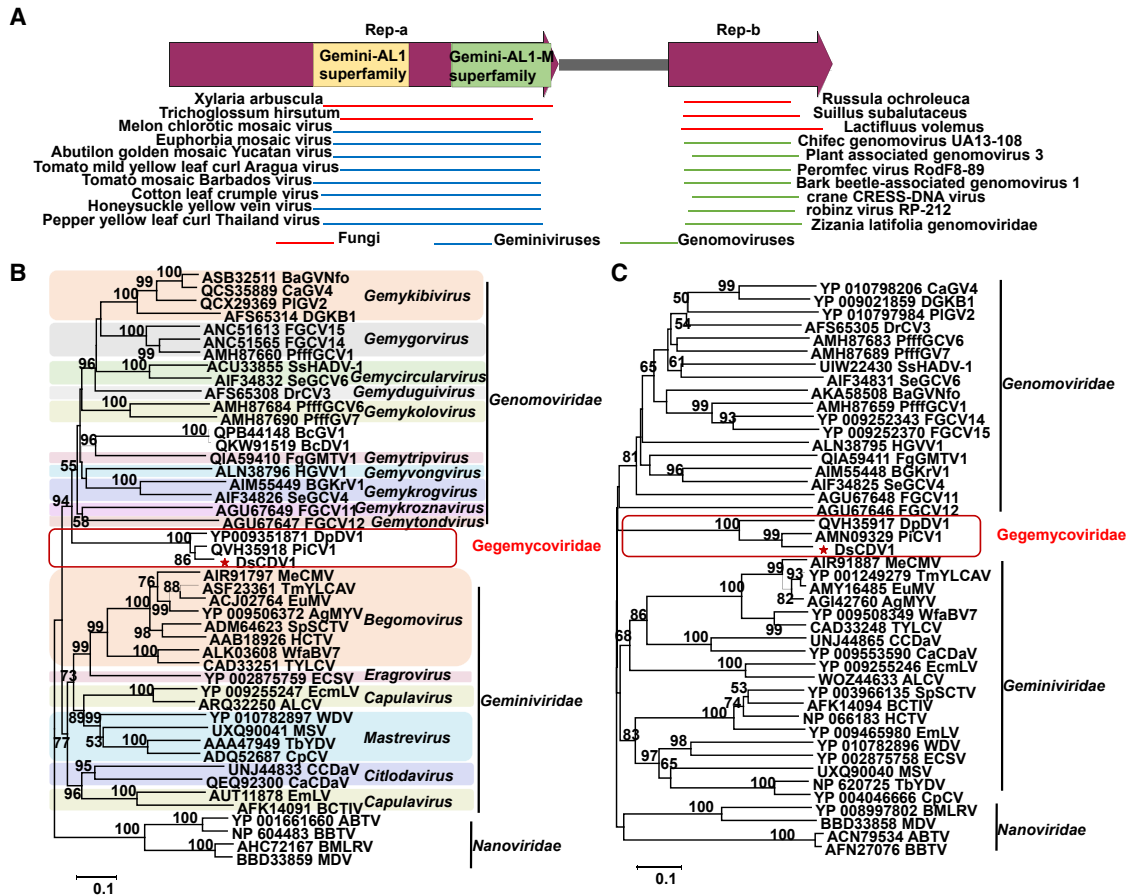 A
Rep-a
Rep-b
Gemini-AL1 superfamily
Gemini-AL1-M superfamily
Xylaria arbuscula
Trichoglossum hirsutum
Melon chlorotic mosaic virus
Euphorbia mosaic virus
Abutilon golden mosaic Yucatan virus
Tomato mild yellow leaf curl Aragua virus
Tomato mosaic Barbados virus
Cotton leaf crumple virus
Honeysuckle yellow vein virus
Pepper yellow leaf curl Thailand virus
Russula ochroleuca
Suillus subalutaceus
Lactifluus volemus
Chifec genomovirus UA13-108
Plant associated genomovirus 3
Peromfec virus RodF8-89
Bark beetle-associated genomovirus 1
crane CRESS-DNA virus
robinz virus RP-212
Zizania latifolia genomoviridae
Fungi
Geminiviruses
Genomoviruses
B
100
99
100
ASB32511 BaGVNfo
QCS35889 CaGV4
QCX29369 PIGV2
AFS65314 DGKB1
Gemykibivirus
100
99
ANC51613 FGCV15
ANC51565 FGCV14
AMH87660 PfffGCV1
Gemygorvirus
96
100
ACU33855 SsHADV-1
AIF34832 SeGCV6
Gemycircularvirus
AFS65308 DrCV3
Gemyduguivirus
100
AMH87684 PfffGCV6
AMH87690 PfffGV7
Gemykolovirus
96
100
QPB44148 BcGV1
QKW91519 BcDV1
QIA59410 FgGMTV1
Gemytripvirus
55
ALN38796 HGVV1
Gemyvongvirus
100
AIM55449 BGKrV1
AIF34826 SeGCV4
Gemykrogvirus
94
AGU67649 FGCV11
Gemykroznavirus
58
AGU67647 FGCV12
Gemytondvirus
Genomoviridae
100
86
YP009351871 DpDV1
QVH35918 PiCV1
★ DsCDV1
Gegemycoviridae
76
88
100
99
98
100
99
AIR91797 MeCMV
ASF23361 TmYLCAV
ACJ02764 EuMV
YP 009506372 AgMYV
ADM64623 SpSCTV
AAB18926 HCTV
ALK03608 WfaBV7
CAD33251 TYLCV
Begomovirus
99
YP 002875759 ECSV
Eragrovirus
73
100
YP 009255247 EcmLV
ARQ32250 ALCV
Capulavirus
89
99
53
100
77
YP 010782897 WDV
UXQ90041 MSV
AAA47949 TbYDV
ADQ52687 CpCV
Mastrevirus
95
UNJ44833 CCDaV
QEQ92300 CaCDaV
Citlodavirus
96
100
AUT11878 EmLV
AFK14091 BCTIV
Capulavirus
Geminiviridae
100
100
100
YP 001661660 ABTV
NP 604483 BBTV
AHC72167 BMLRV
BBD33859 MDV
Nanoviridae
0.1
C
99
50
YP 010798206 CaGV4
YP 009021859 DGKB1
YP 010797984 PIGV2
54
AFS65305 DrCV3
AMH87683 PfffGCV6
AMH87689 PfffGV7
61
65
UIW22430 SsHADV-1
AIF34831 SeGCV6
AKA58508 BaGVNfo
99
93
AMH87659 PfffGCV1
YP 009252343 FGCV14
YP 009252370 FGCV15
ALN38795 HGVV1
81
QIA59411 FgGMTV1
96
AIM55448 BGKrV1
AIF34825 SeGCV4
AGU67648 FGCV11
AGU67646 FGCV12
Genomoviridae
100
99
QVH35917 DpDV1
AMN09329 PiCV1
★ DsCDV1
Gegemycoviridae
99
93
82
100
99
AIR91887 MeCMV
YP 001249279 TmYLCAV
AMY16485 EuMV
AGI42760 AgMYV
YP 009508349 WfaBV7
CAD33248 TYLCV
86
100
UNJ44865 CCDaV
YP 009553590 CaCDaV
68
100
YP 009255246 EcmLV
WOZ44633 ALCV
53
74
100
YP 003966135 SpSCTV
AFK14094 BCTIV
NP 066183 HCTV
YP 009465980 EmLV
83
98
97
65
100
YP 010782896 WDV
YP 002875758 ECSV
UXQ90040 MSV
NP 620725 TbYDV
YP 004046666 CpCV
Geminiviridae
100
100
YP 008997802 BMLRV
BBD33858 MDV
ACN79534 ABTV
AFN27076 BBTV
Nanoviridae
0.1